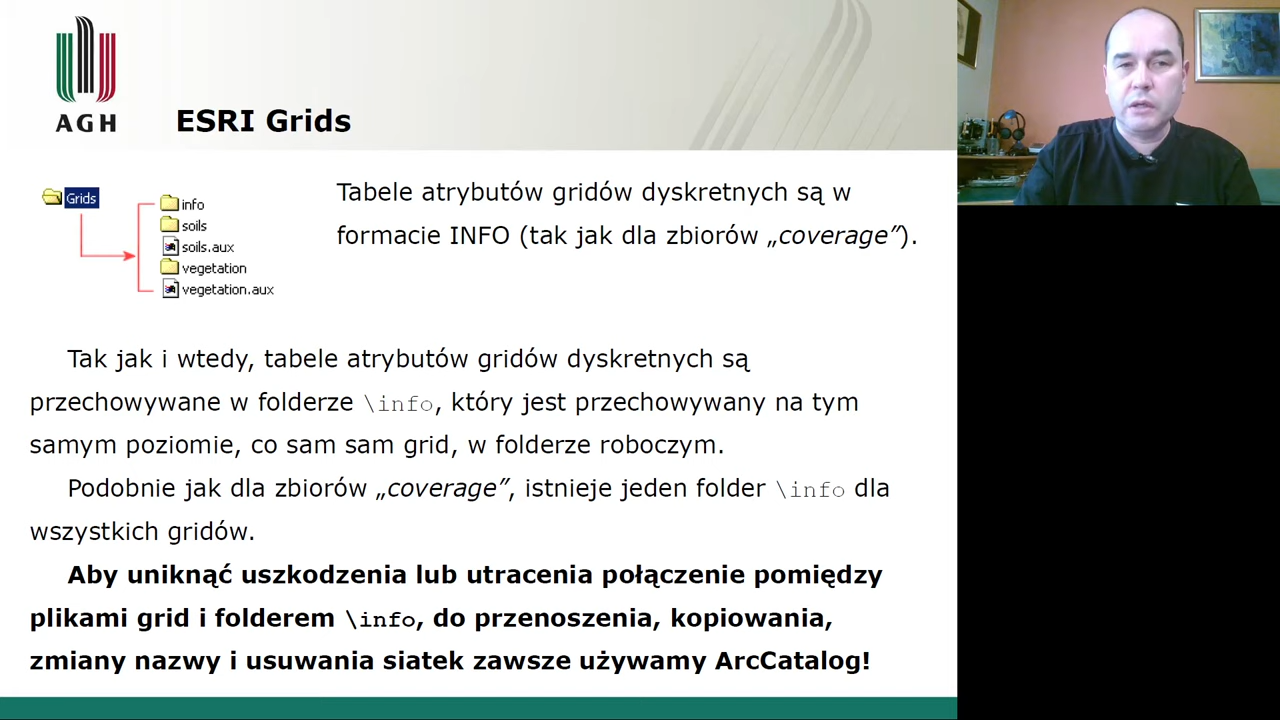 AGH
ESRI Grids
Grids
info
soils
soils.aux
vegetation
vegetation.aux
Tabele atrybutów gridów dyskretnych są w
formacie INFO (tak jak dla zbiorów „coverage”).
Tak jak i wtedy, tabele atrybutów gridów dyskretnych są
przechowywane w folderze \info, który jest przechowywany na tym
samym poziomie, co sam sam grid, w folderze roboczym.
Podobnie jak dla zbiorów „coverage”, istnieje jeden folder \info dla
wszystkich gridów.
Aby uniknąć uszkodzenia lub utracenia połączenie pomiędzy
plikami grid i folderem \info, do przenoszenia, kopiowania,
zmiany nazwy i usuwania siatek zawsze używamy ArcCatalog!